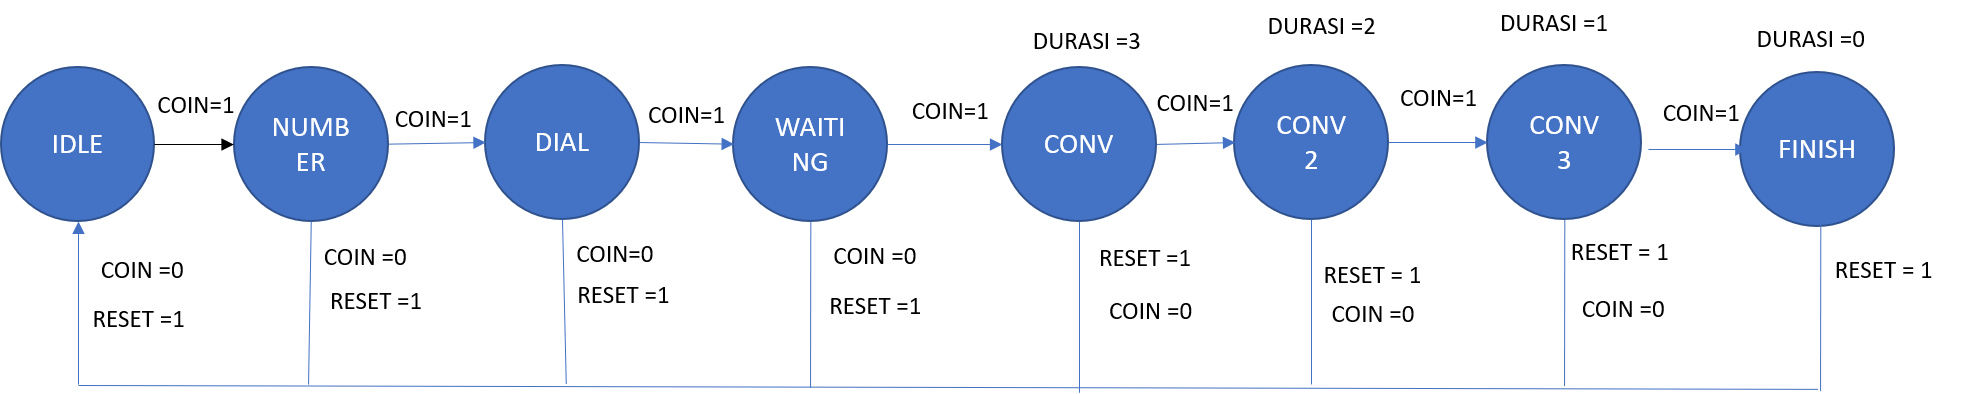 DURASI =3
DURASI =2
DURASI =1
DURASI =0
IDLE
COIN=1
NUMB
ER
COIN=1
DIAL
COIN=1
WAITI
NG
COIN=1
CONV
COIN=1
CONV
2
COIN=1
CONV
3
COIN=1
FINISH
COIN =0
RESET =1
COIN =0
RESET =1
COIN=0
RESET =1
COIN =0
RESET =1
RESET =1
COIN =0
RESET = 1
COIN =0
RESET = 1
COIN =0
RESET = 1